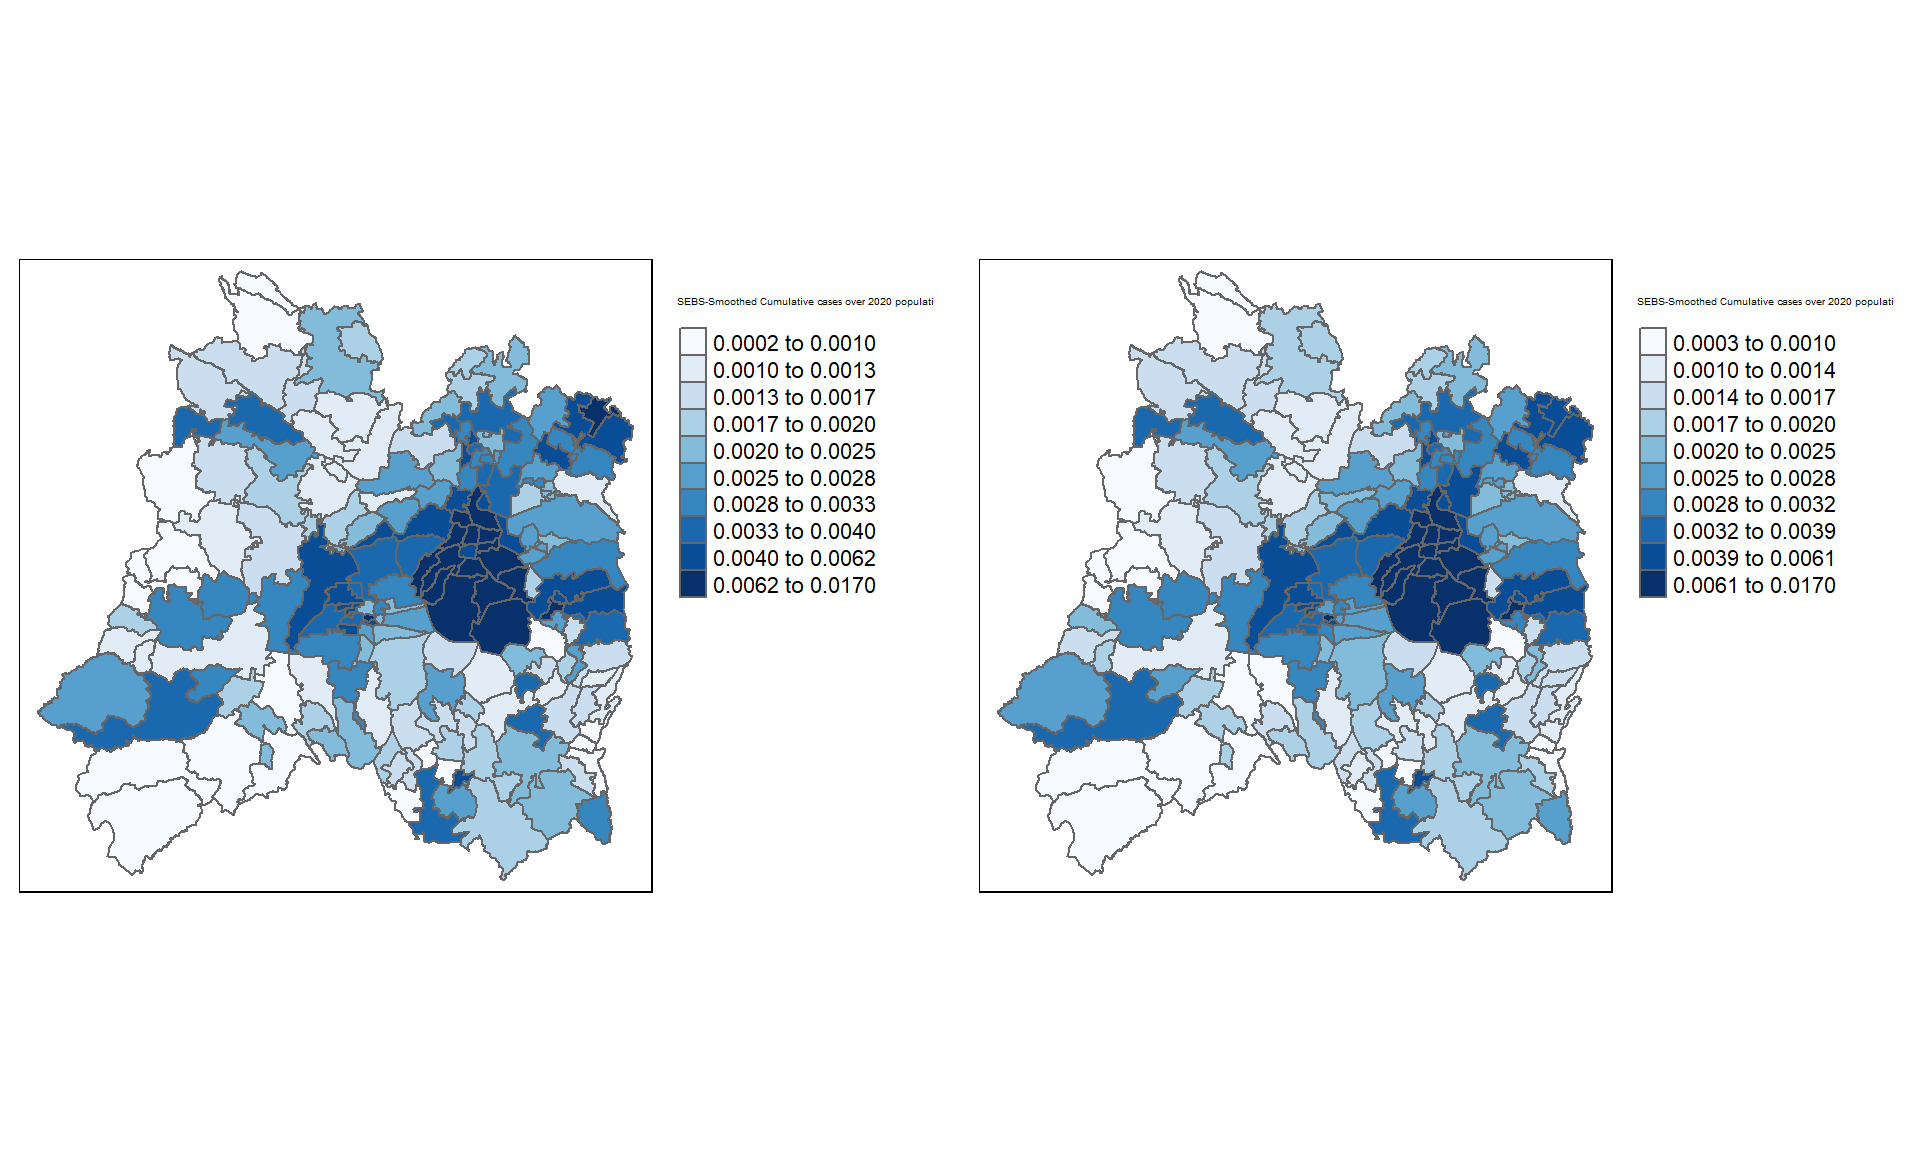 SEBS-Smoothed Cumulative cases over 2020 populati
0.0002 to 0.0010
0.0010 to 0.0013
0.0013 to 0.0017
0.0017 to 0.0020
0.0020 to 0.0025
0.0025 to 0.0028
0.0028 to 0.0033
0.0033 to 0.0040
0.0040 to 0.0062
0.0062 to 0.0170
SEBS-Smoothed Cumulative cases over 2020 populati
0.0003 to 0.0010
0.0010 to 0.0014
0.0014 to 0.0017
0.0017 to 0.0020
0.0020 to 0.0025
0.0025 to 0.0028
0.0028 to 0.0032
0.0032 to 0.0039
0.0039 to 0.0061
0.0061 to 0.0170